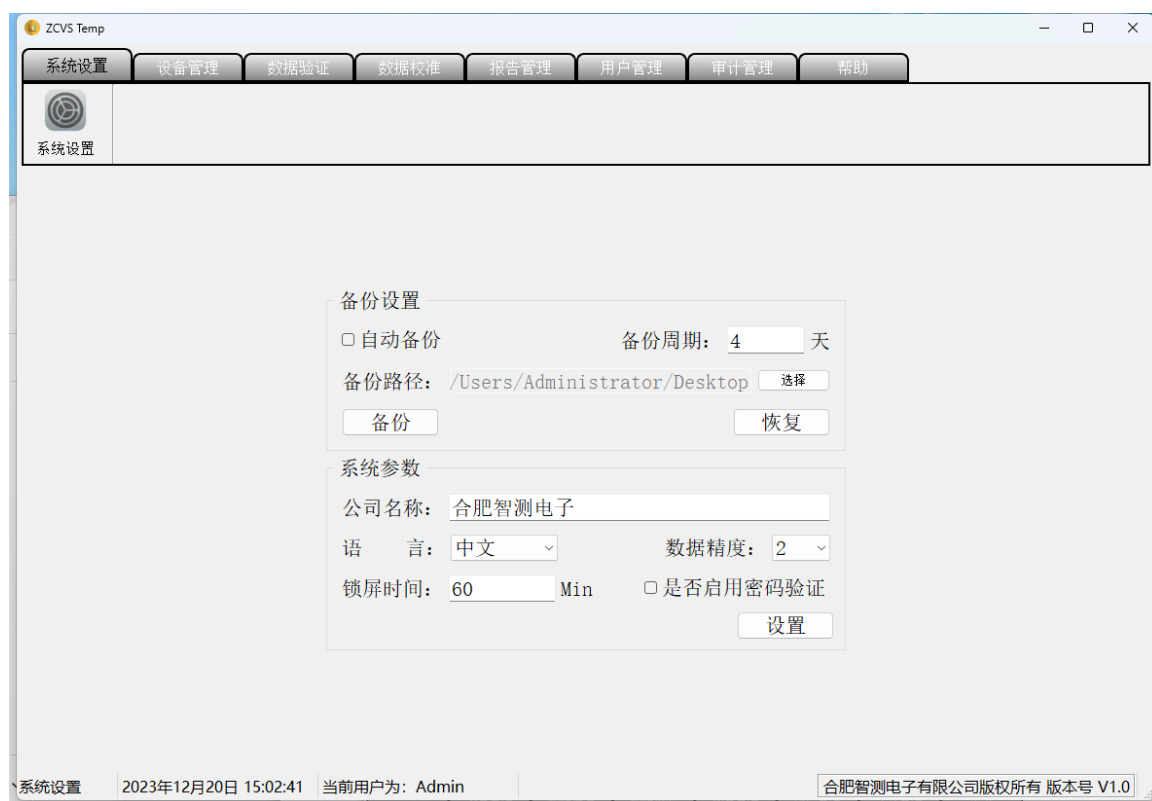 ZCVS Temp
系统设置 设备管理 数据验证 数据校准 报告管理 用户管理 审计管理 帮助
系统设置
备份设置
自动备份 备份周期： 4 天
备份路径： /Users/Administrator/Desktop 选择
备份 恢复
系统参数
公司名称： 合肥智测电子
语 言： 中文 数据精度： 2
锁屏时间： 60 Min 是否启用密码验证
设置
系统设置 2023年12月20日 15:02:41 当前用户为：Admin 合肥智测电子有限公司版权所有 版本号 V1.0